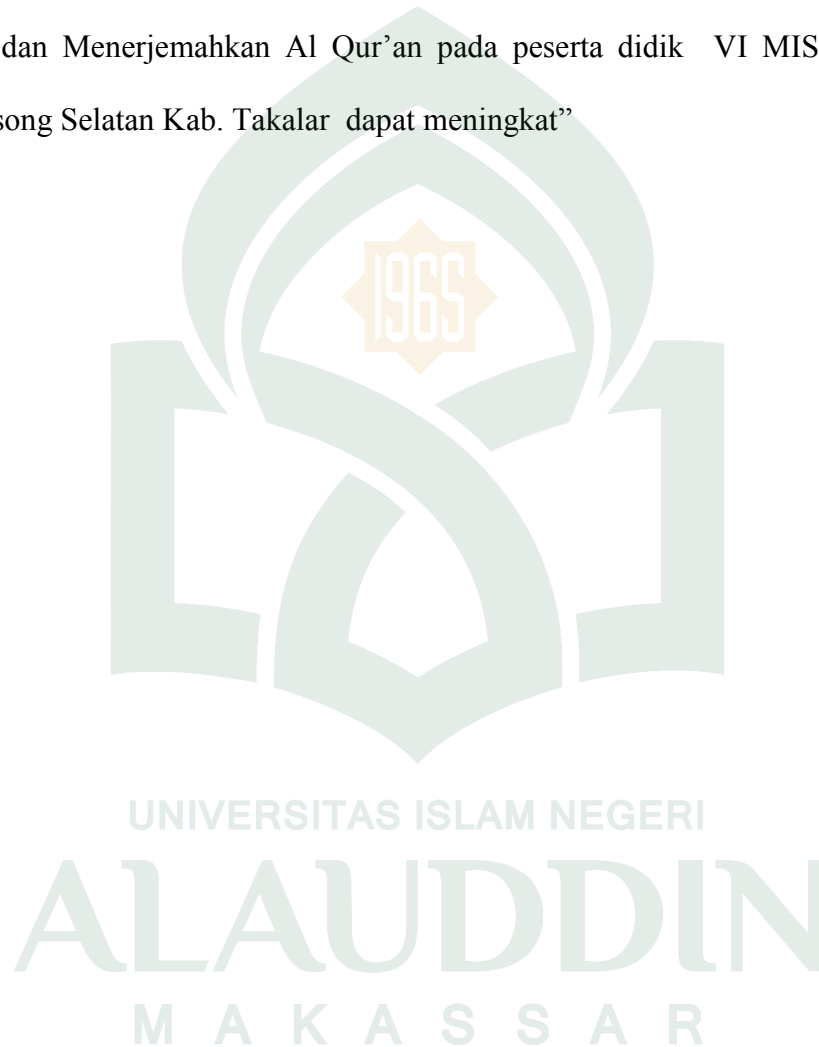 dan Menerjemahkan Al Qur’an pada peserta didik VI MIS
song Selatan Kab. Takalar dapat meningkat”
1965
UNIVERSITAS ISLAM NEGERI
ALAUDDIN
MAKASSAR